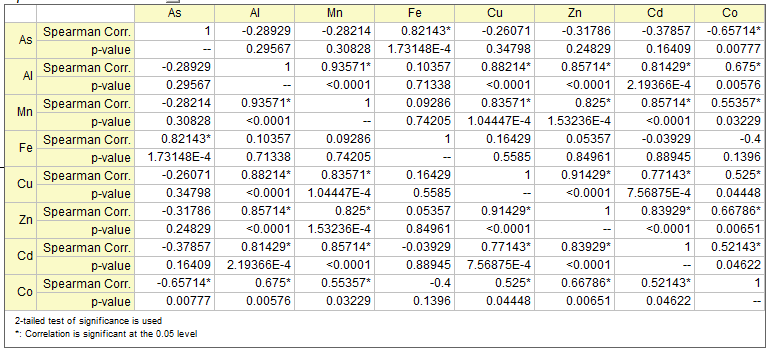 As Al Mn Fe Cu Zn Cd Co
As Spearman Corr. 1 -0.28929 -0.28214 0.82143* -0.26071 -0.31786 -0.37857 -0.65714*
p-value -- 0.29567 0.30828 1.73148E-4 0.34798 0.24829 0.16409 0.00777
Al Spearman Corr. -0.28929 1 0.93571* 0.10357 0.88214* 0.85714* 0.81429* 0.675*
p-value 0.29567 -- <0.0001 0.71338 <0.0001 <0.0001 2.19366E-4 0.00576
Mn Spearman Corr. -0.28214 0.93571* 1 0.09286 0.83571* 0.825* 0.85714* 0.55357*
p-value 0.30828 <0.0001 -- 0.74205 1.04447E-4 1.53236E-4 <0.0001 0.03229
Fe Spearman Corr. 0.82143* 0.10357 0.09286 1 0.16429 0.05357 -0.03929 -0.4
p-value 1.73148E-4 0.71338 0.74205 -- 0.5585 0.84961 0.88945 0.1396
Cu Spearman Corr. -0.26071 0.88214* 0.83571* 0.16429 1 0.91429* 0.77143* 0.525*
p-value 0.34798 <0.0001 1.04447E-4 0.5585 -- <0.0001 7.56875E-4 0.04448
Zn Spearman Corr. -0.31786 0.85714* 0.825* 0.05357 0.91429* 1 0.83929* 0.66786*
p-value 0.24829 <0.0001 1.53236E-4 0.84961 <0.0001 -- <0.0001 0.00651
Cd Spearman Corr. -0.37857 0.81429* 0.85714* -0.03929 0.77143* 0.83929* 1 0.52143*
p-value 0.16409 2.19366E-4 <0.0001 0.88945 7.56875E-4 <0.0001 -- 0.04622
Co Spearman Corr. -0.65714* 0.675* 0.55357* -0.4 0.525* 0.66786* 0.52143* 1
p-value 0.00777 0.00576 0.03229 0.1396 0.04448 0.00651 0.04622 --
2-tailed test of significance is used
*: Correlation is significant at the 0.05 level